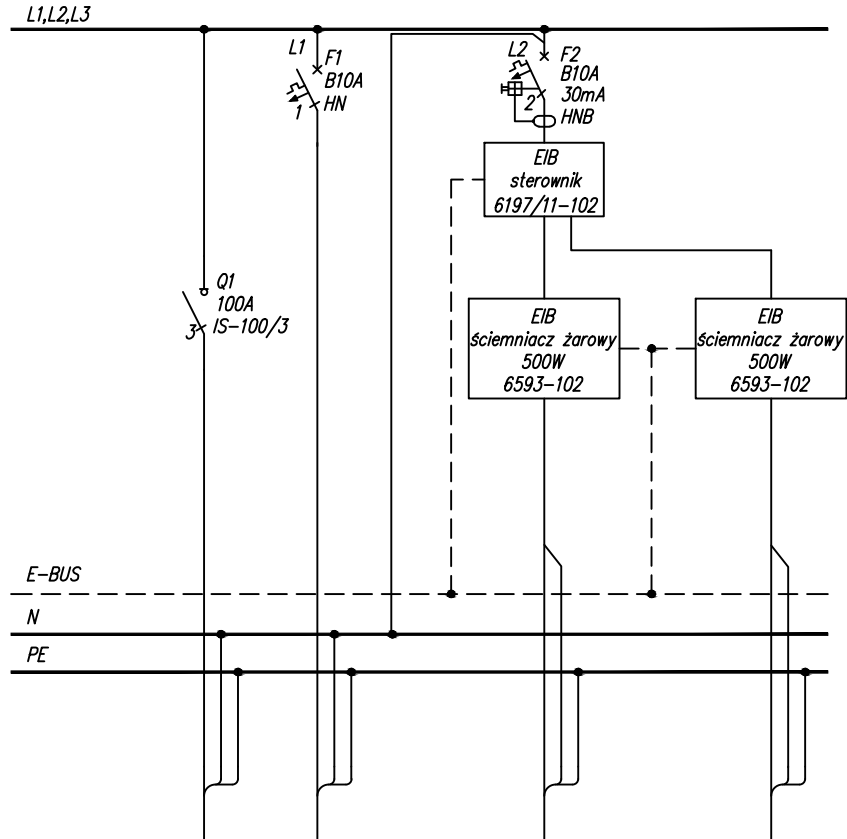 L1,L2,L3
L1
F1
B10A
HN
1
L2
F2
B10A
30mA
HNB
2
EIB
sterownik
6197/11-102
Q1
100A
IS-100/3
3
EIB
ściemniacz żarowy
500W
6593-102
EIB
ściemniacz żarowy
500W
6593-102
E-BUS
N
PE